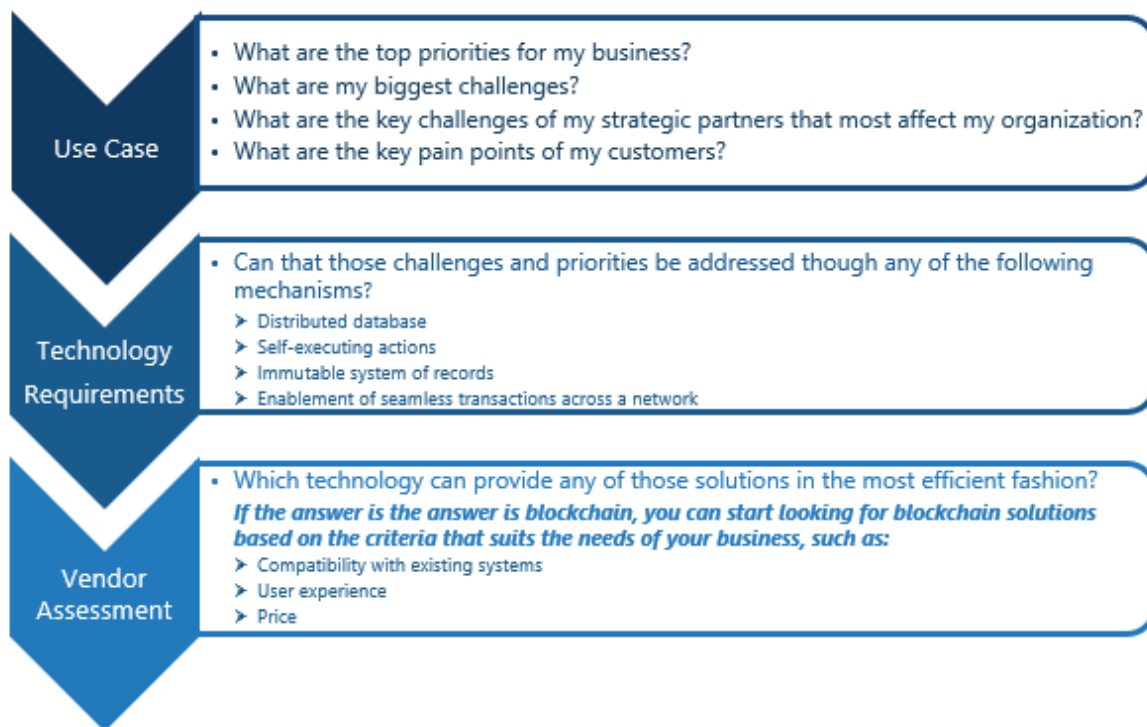 Use Case
▪ What are the top priorities for my business?
▪ What are my biggest challenges?
▪ What are the key challenges of my strategic partners that most affect my organization?
▪ What are the key pain points of my customers?
Technology
Requirements
▪ Can that those challenges and priorities be addressed though any of the following
mechanisms?
➢ Distributed database
➢ Self-executing actions
➢ Immutable system of records
➢ Enablement of seamless transactions across a network
Vendor
Assessment
▪ Which technology can provide any of those solutions in the most efficient fashion?
If the answer is the answer is blockchain, you can start looking for blockchain solutions
based on the criteria that suits the needs of your business, such as:
➢ Compatibility with existing systems
➢ User experience
➢ Price